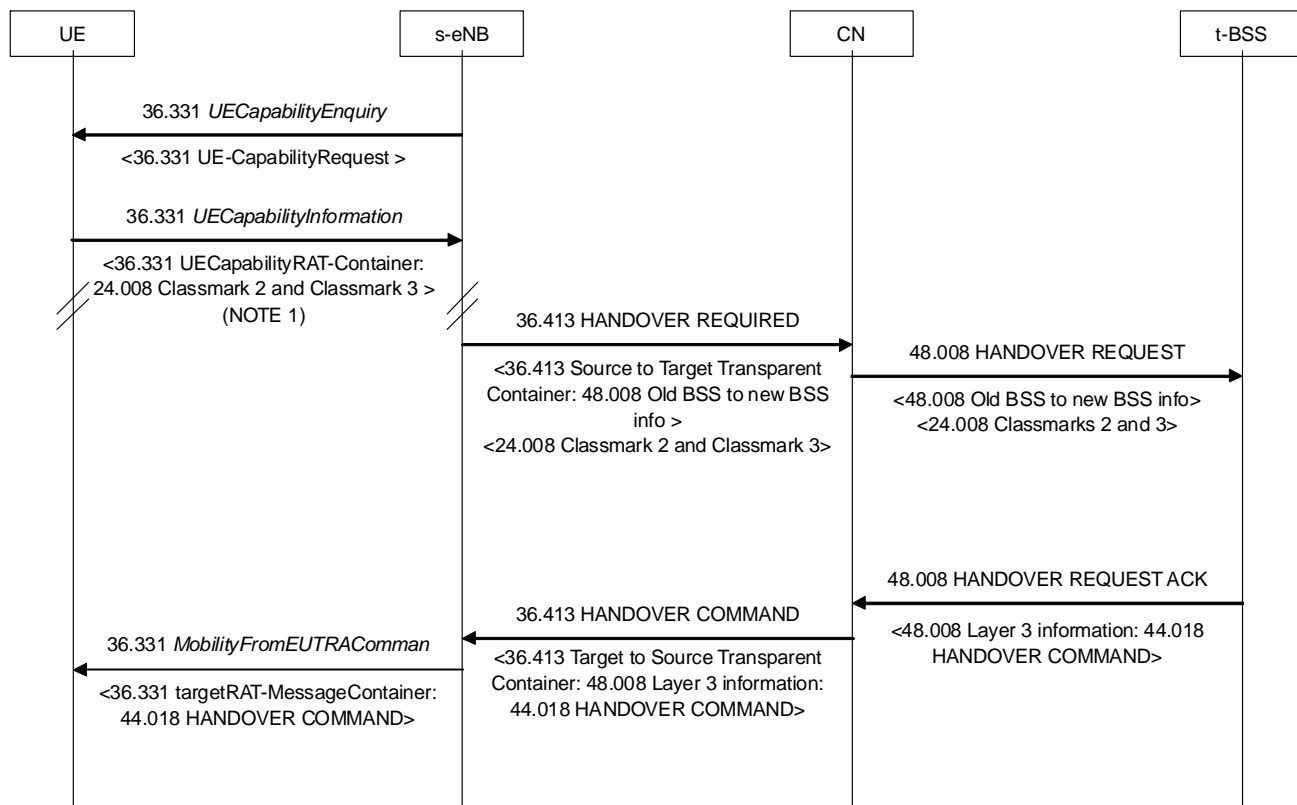 UE
s-eNB
CN
t-BSS
36.331 UECapabilityEnquiry
<36.331 UE-CapabilityRequest >
36.331 UECapabilityInformation
<36.331 UECapabilityRAT-Container:
24.008 Classmark 2 and Classmark 3 >
(NOTE 1)
36.413 HANDOVER REQUIRED
<36.413 Source to Target Transparent
Container: 48.008 Old BSS to new BSS
info >
<24.008 Classmark 2 and Classmark 3>
48.008 HANDOVER REQUEST
<48.008 Old BSS to new BSS info>
<24.008 Classmarks 2 and 3>
48.008 HANDOVER REQUEST ACK
<48.008 Layer 3 information: 44.018
HANDOVER COMMAND>
36.413 HANDOVER COMMAND
<36.413 Target to Source Transparent
Container: 48.008 Layer 3 information:
44.018 HANDOVER COMMAND>
36.331 MobilityFromEUTRAComman
<36.331 targetRAT-MessageContainer:
44.018 HANDOVER COMMAND>